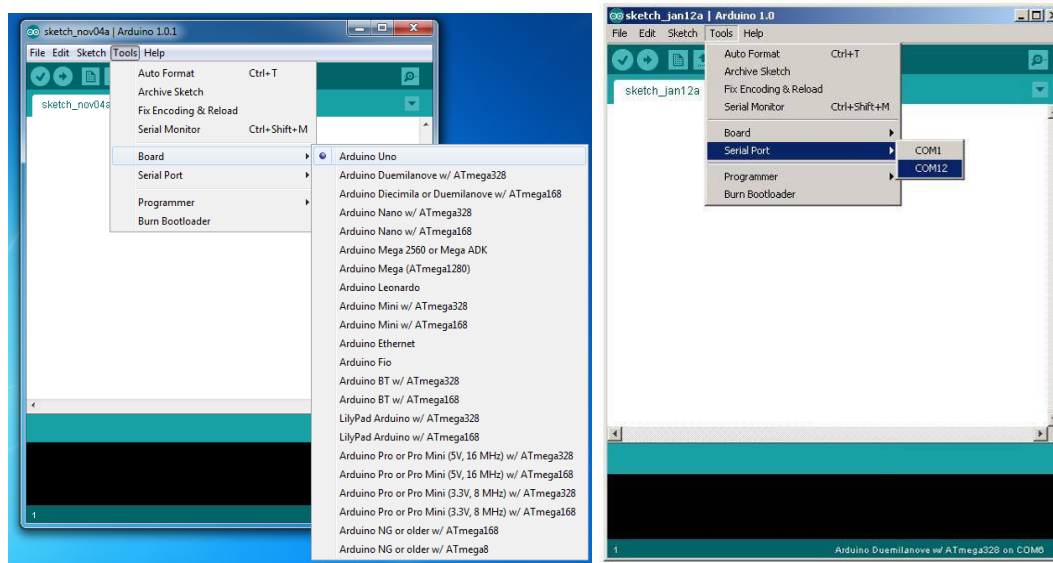 sketch_nov04a | Arduino 1.0.1
File Edit Sketch Tools Help
Auto Format Ctrl+T
Archive Sketch
Fix Encoding & Reload
Serial Monitor Ctrl+Shift+M
Board
Serial Port
Programmer
Burn Bootloader
sketch_nov04a
Arduino Uno
Arduino Duemilanove w/ ATmega328
Arduino Diecimila or Duemilanove w/ ATmega168
Arduino Nano w/ ATmega328
Arduino Nano w/ ATmega168
Arduino Mega 2560 or Mega ADK
Arduino Mega (ATmega1280)
Arduino Leonardo
Arduino Mini w/ ATmega328
Arduino Mini w/ ATmega168
Arduino Ethernet
Arduino Fio
Arduino BT w/ ATmega328
Arduino BT w/ ATmega168
LilyPad Arduino w/ ATmega328
LilyPad Arduino w/ ATmega168
Arduino Pro or Pro Mini (5V, 16 MHz) w/ ATmega328
Arduino Pro or Pro Mini (5V, 16 MHz) w/ ATmega168
Arduino Pro or Pro Mini (3.3V, 8 MHz) w/ ATmega328
Arduino Pro or Pro Mini (3.3V, 8 MHz) w/ ATmega168
Arduino NG or older w/ ATmega168
Arduino NG or older w/ ATmega8
1
sketch_jan12a | Arduino 1.0
File Edit Sketch Tools Help
Auto Format Ctrl+T
Archive Sketch
Fix Encoding & Reload
Serial Monitor Ctrl+Shift+M
Board
Serial Port
Programmer
Burn Bootloader
sketch_jan12a
COM1
COM12
1 Arduino Duemilanove w/ ATmega328 on COM6